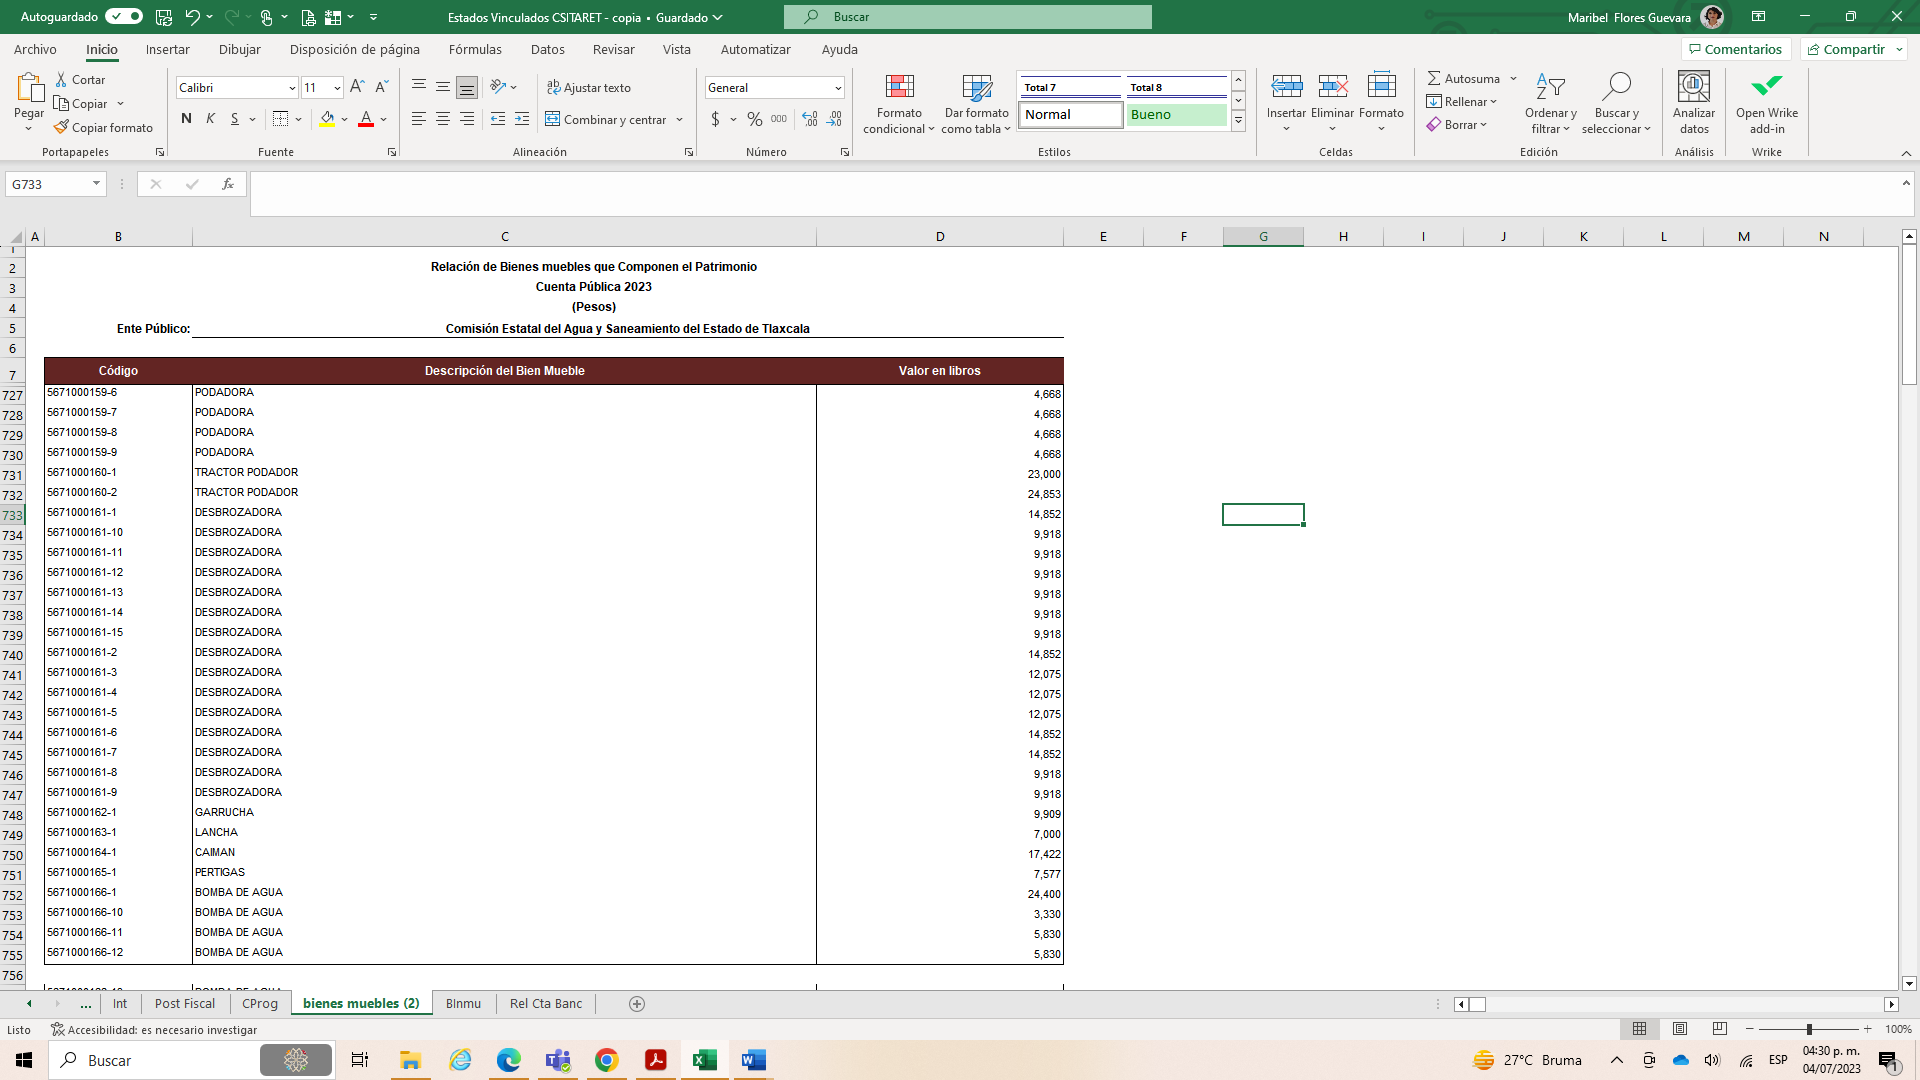 Autoguardado
Estados Vinculados CSITARET - copia • Guardado
Buscar
Maribel Flores Guevara
Archivo Inicio Insertar Dibujar Disposición de página Fórmulas Datos Revisar Vista Automatizar Ayuda
Comentarios Compartir
Pegar
Cortar
Copiar
Copiar formato
Portapapeles
Calibri 11
N K S
Fuente
Ajustar texto
Combinar y centrar
Alineación
General
$ % 000
Número
Formato condicional
Dar formato como tabla
Total 7 Total 8
Normal Bueno
Estilos
Insertar Eliminar Formato
Celdas
Autosuma
Rellenar
Borrar
Ordenar y filtrar
Buscar y seleccionar
Edición
Analizar datos
Análisis
Open Wrike add-in
Wrike
G733
fx
A B C D E F G H I J K L M N
1
2 Relación de Bienes muebles que Componen el Patrimonio
3 Cuenta Pública 2023
4 (Pesos)
5 Ente Público: Comisión Estatal del Agua y Saneamiento del Estado de Tlaxcala
6
7 Código Descripción del Bien Mueble Valor en libros
727 5671000159-6 PODADORA 4,668
728 5671000159-7 PODADORA 4,668
729 5671000159-8 PODADORA 4,668
730 5671000159-9 PODADORA 4,668
731 5671000160-1 TRACTOR PODADOR 23,000
732 5671000160-2 TRACTOR PODADOR 24,853
733 5671000161-1 DESBROZADORA 14,852
734 5671000161-10 DESBROZADORA 9,918
735 5671000161-11 DESBROZADORA 9,918
736 5671000161-12 DESBROZADORA 9,918
737 5671000161-13 DESBROZADORA 9,918
738 5671000161-14 DESBROZADORA 9,918
739 5671000161-15 DESBROZADORA 9,918
740 5671000161-2 DESBROZADORA 14,852
741 5671000161-3 DESBROZADORA 12,075
742 5671000161-4 DESBROZADORA 12,075
743 5671000161-5 DESBROZADORA 12,075
744 5671000161-6 DESBROZADORA 14,852
745 5671000161-7 DESBROZADORA 14,852
746 5671000161-8 DESBROZADORA 9,918
747 5671000161-9 DESBROZADORA 9,918
748 5671000162-1 GARRUCHA 9,909
749 5671000163-1 LANCHA 7,000
750 5671000164-1 CAIMAN 17,422
751 5671000165-1 PERTIGAS 7,577
752 5671000166-1 BOMBA DE AGUA 24,400
753 5671000166-10 BOMBA DE AGUA 3,330
754 5671000166-11 BOMBA DE AGUA 5,830
755 5671000166-12 BOMBA DE AGUA 5,830
756
... Int Post Fiscal CProg bienes muebles (2) BInmu Rel Cta Banc
Listo Accesibilidad: es necesario investigar 100%
Buscar
27°C Bruma
ESP
04:30 p. m.
04/07/2023
1